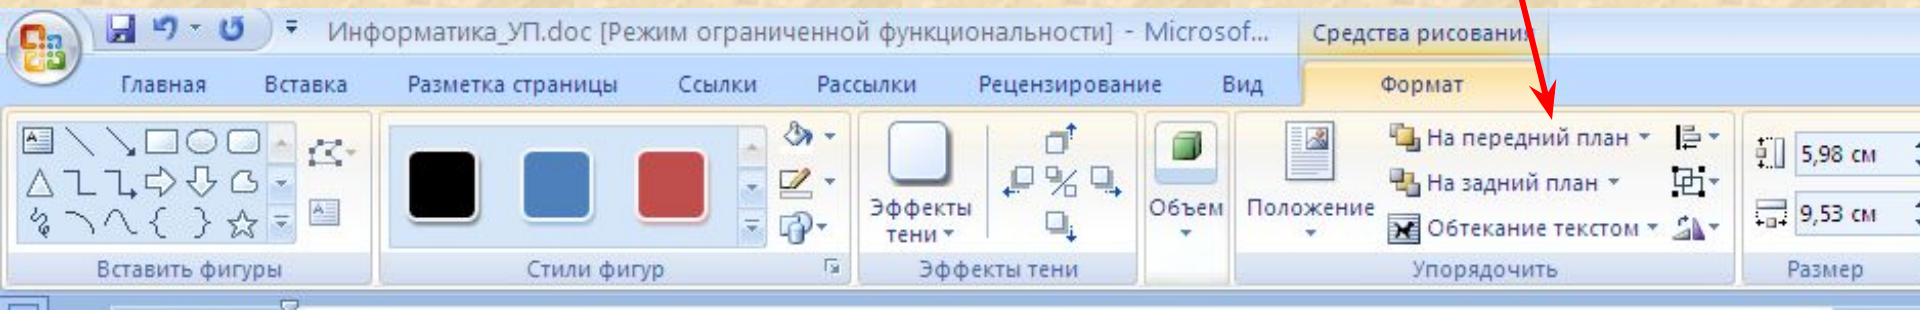 Информатика_УП.doc [Режим ограниченной функциональности] - Microsof... Средства рисования
Главная Вставка Разметка страницы Ссылки Рассылки Рецензирование Вид Формат
На передний план
5,98 см
На задний план
Эффекты тени
Объем
Положение
Обтекание текстом
9,53 см
Вставить фигуры Стили фигур Эффекты тени Упорядочить Размер